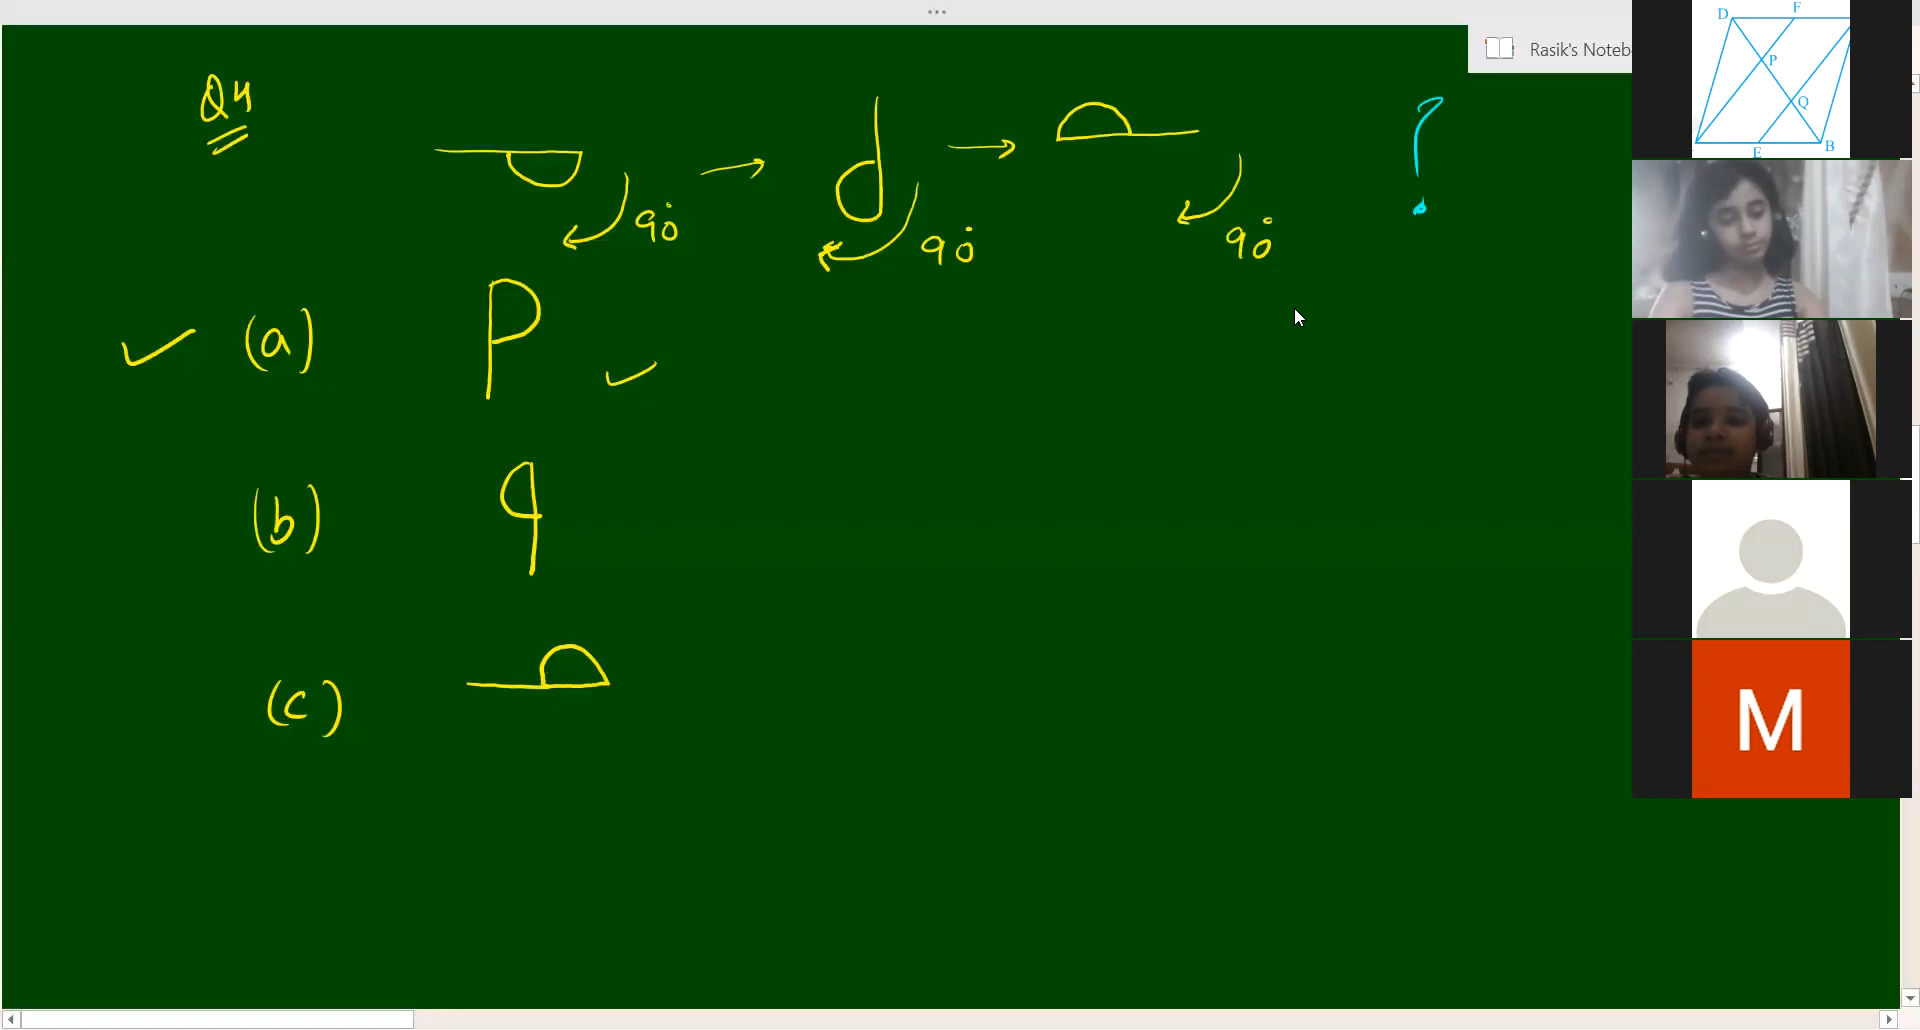 Rasik's Noteb
Q4
d
?
90°
90°
90°
(a) P
(b) q
(c)
D F
P
Q
E B
M